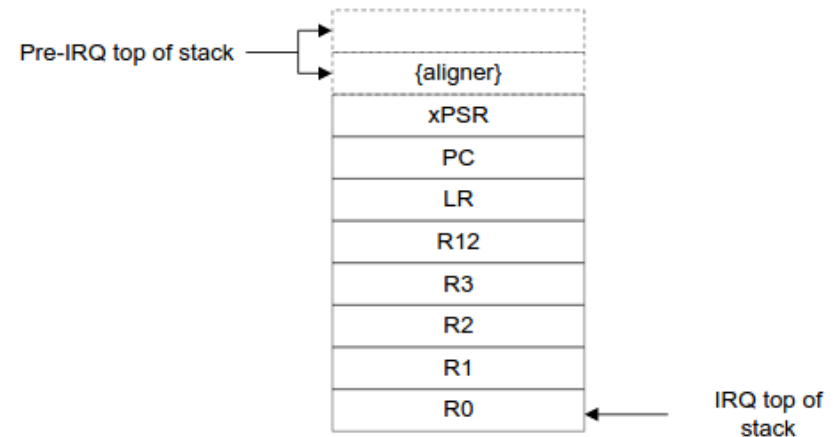 Pre-IRQ top of stack
{aligner}
xPSR
PC
LR
R12
R3
R2
R1
R0
IRQ top of
stack